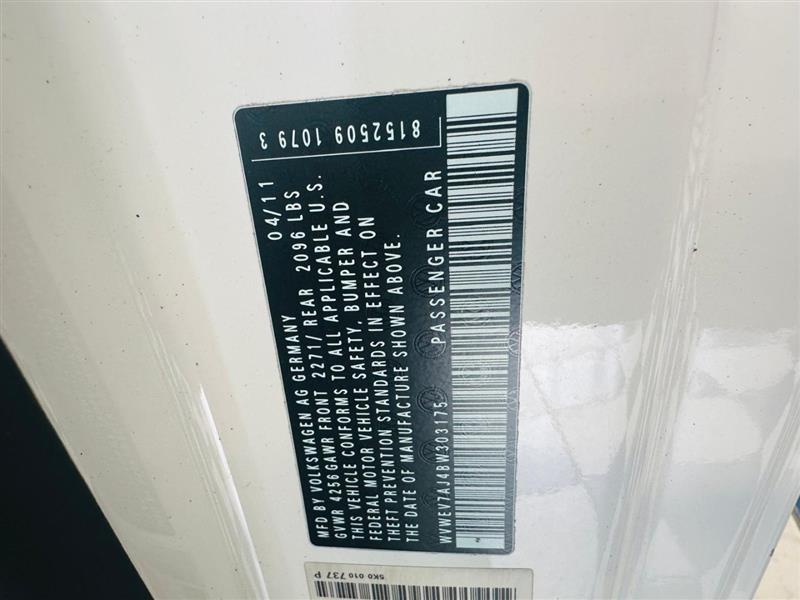 MFD BY VOLKSWAGEN AG GERMANY 04/11
GVWR 4256GAWR FRONT 2271/ REAR 2096 LBS
THIS VEHICLE CONFORMS TO ALL APPLICABLE U.S.
FEDERAL MOTOR VEHICLE SAFETY, BUMPER AND
THEFT PREVENTION STANDARDS IN EFFECT ON
THE DATE OF MANUFACTURE SHOWN ABOVE.
WVWEV7AJ4BW303175 PASSENGER CAR
8152509 1079 3
5K0 010 737 P